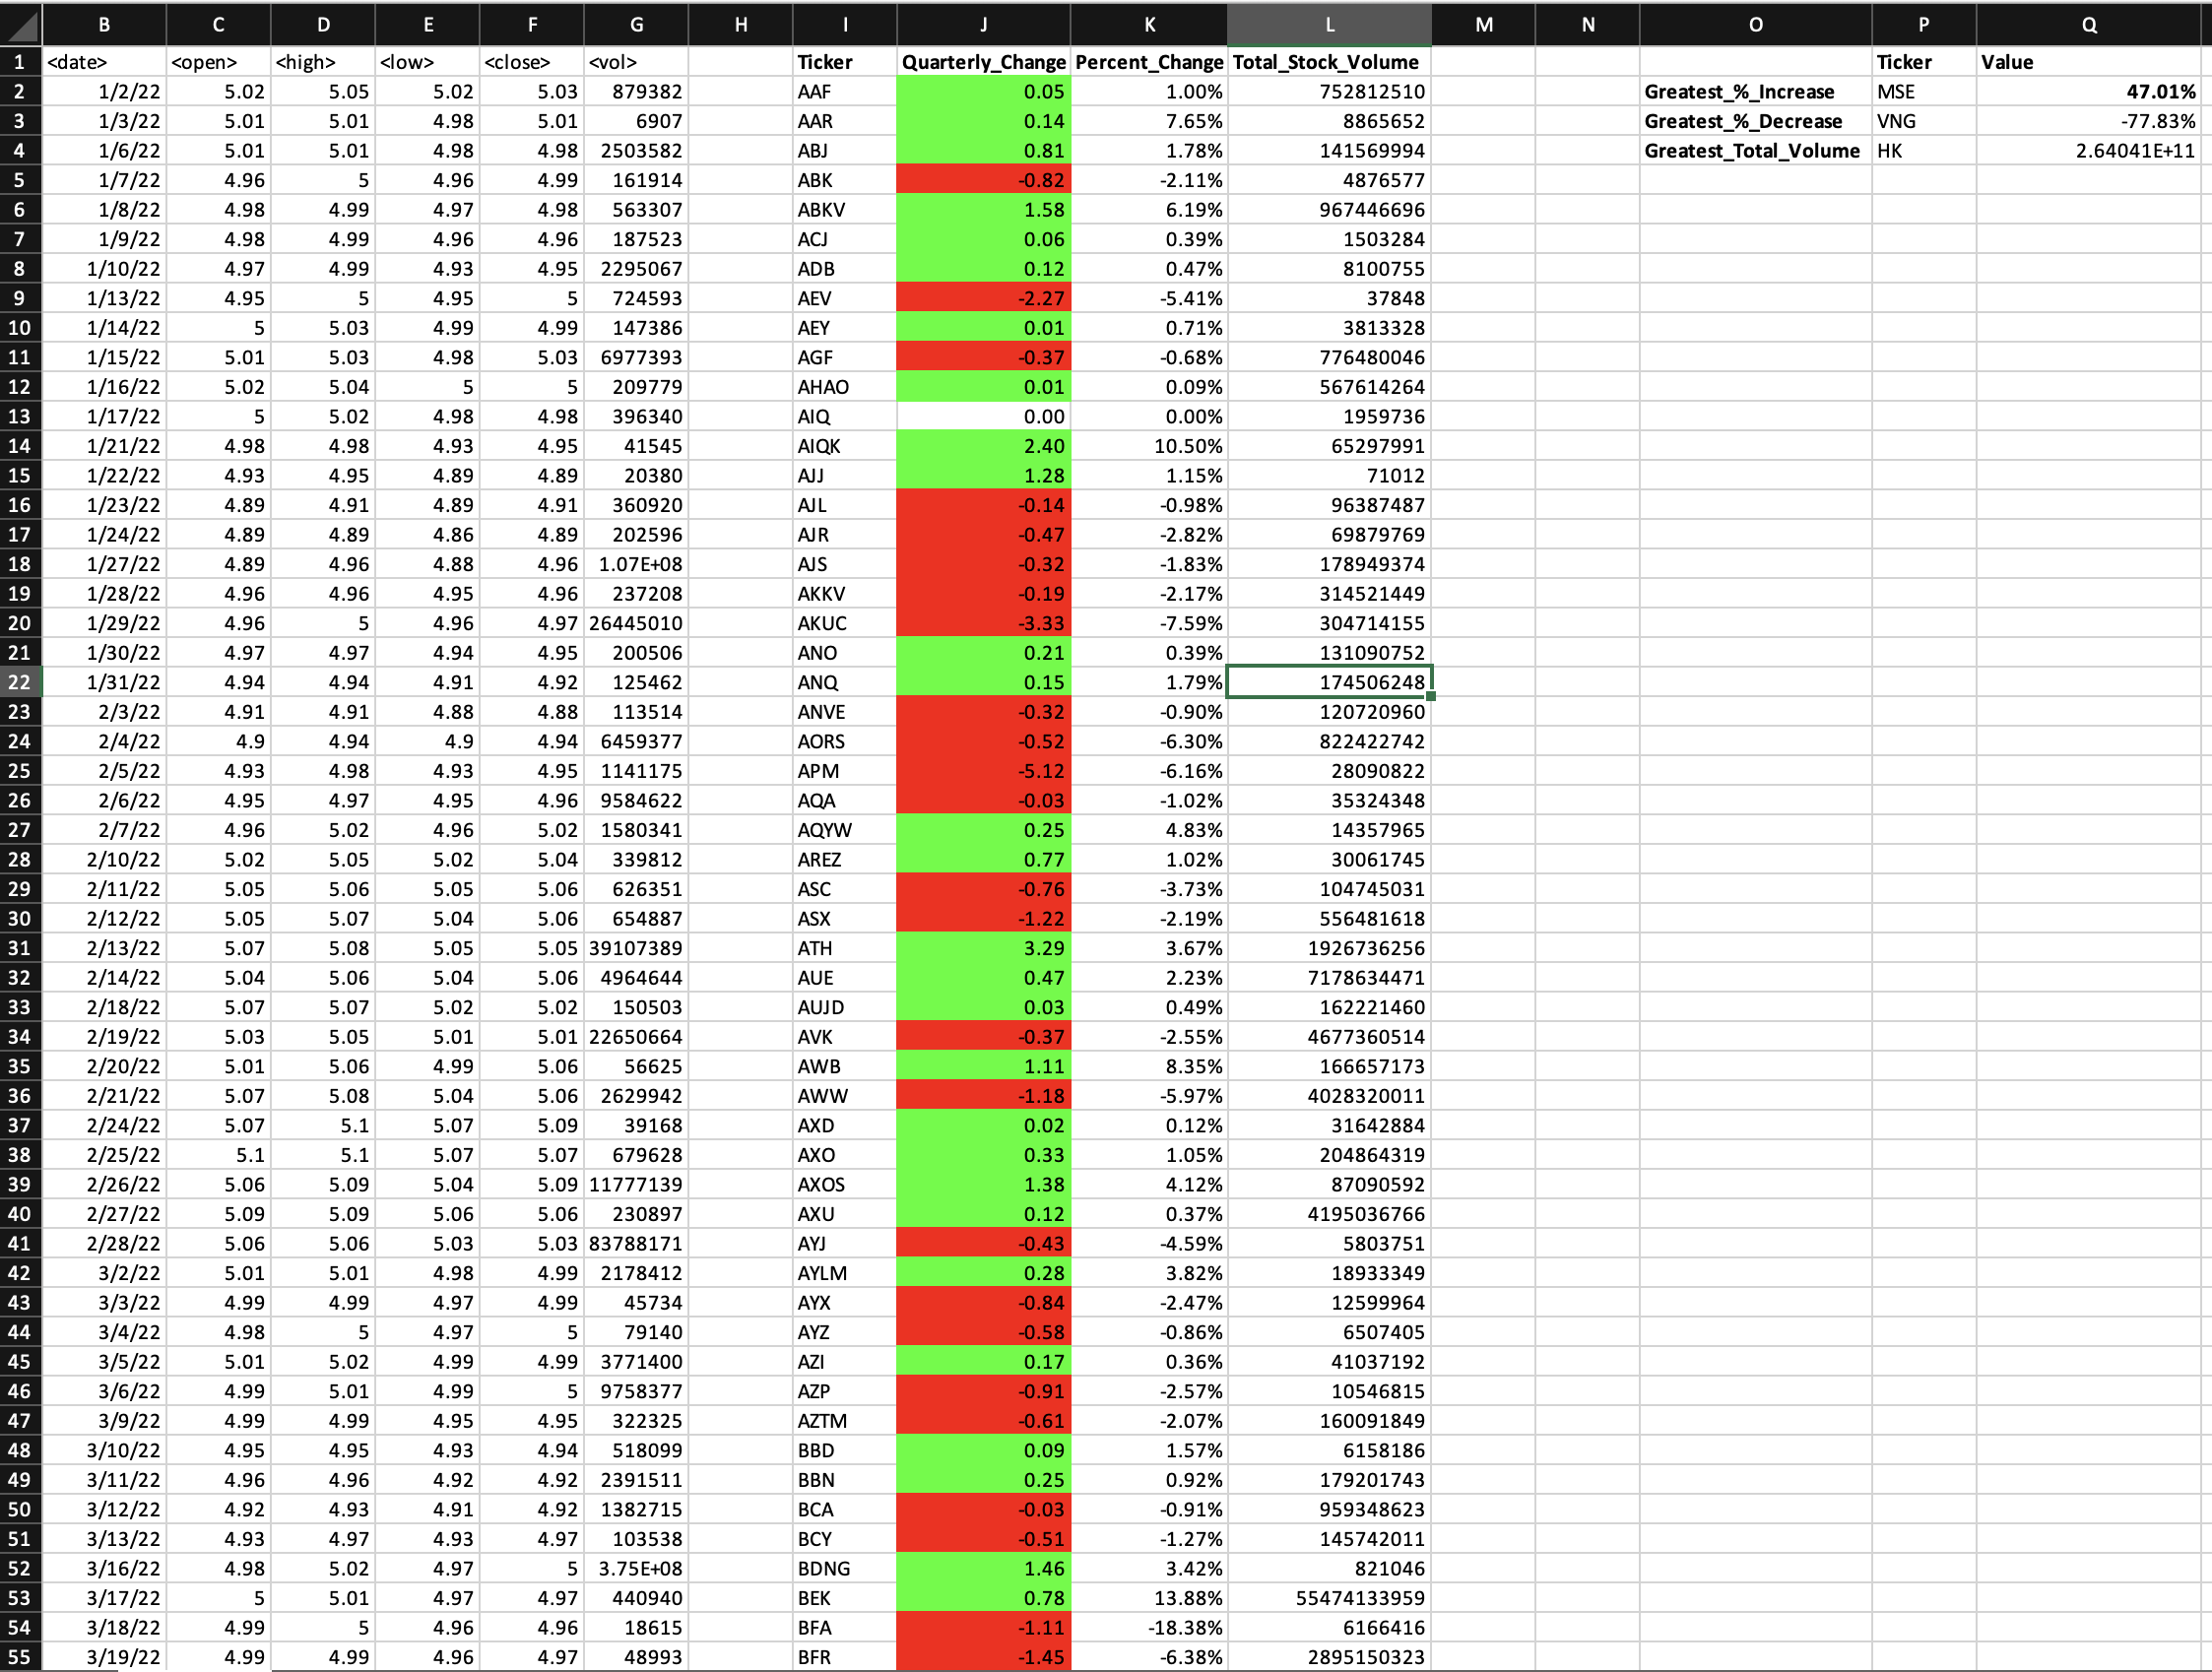 B C D E F G H I J K L M N O P Q
1 <date> <open> <high> <low> <close> <vol> Ticker Quarterly_Change Percent_Change Total_Stock_Volume Ticker Value
2 1/2/22 5.02 5.05 5.02 5.03 879382 AAF 0.05 1.00% 752812510 Greatest_%_Increase MSE 47.01%
3 1/3/22 5.01 5.01 4.98 5.01 6907 AAR 0.14 7.65% 8865652 Greatest_%_Decrease VNG -77.83%
4 1/6/22 5.01 5.01 4.98 4.98 2503582 ABJ 0.81 1.78% 141569994 Greatest_Total_Volume HK 2.64041E+11
5 1/7/22 4.96 5 4.96 4.99 161914 ABK -0.82 -2.11% 4876577
6 1/8/22 4.98 4.99 4.97 4.98 563307 ABKV 1.58 6.19% 967446696
7 1/9/22 4.98 4.99 4.96 4.96 187523 ACJ 0.06 0.39% 1503284
8 1/10/22 4.97 4.99 4.93 4.95 2295067 ADB 0.12 0.47% 8100755
9 1/13/22 4.95 5 4.95 5 724593 AEV -2.27 -5.41% 37848
10 1/14/22 5 5.03 4.99 4.99 147386 AEY 0.01 0.71% 3813328
11 1/15/22 5.01 5.03 4.98 5.03 6977393 AGF -0.37 -0.68% 776480046
12 1/16/22 5.02 5.04 5 5 209779 AHAO 0.01 0.09% 567614264
13 1/17/22 5 5.02 4.98 4.98 396340 AIQ 0.00 0.00% 1959736
14 1/21/22 4.98 4.98 4.93 4.95 41545 AIQK 2.40 10.50% 65297991
15 1/22/22 4.93 4.95 4.89 4.89 20380 AJJ 1.28 1.15% 71012
16 1/23/22 4.89 4.91 4.89 4.91 360920 AJL -0.14 -0.98% 96387487
17 1/24/22 4.89 4.89 4.86 4.89 202596 AJR -0.47 -2.82% 69879769
18 1/27/22 4.89 4.96 4.88 4.96 1.07E+08 AJS -0.32 -1.83% 178949374
19 1/28/22 4.96 4.96 4.95 4.96 237208 AKKV -0.19 -2.17% 314521449
20 1/29/22 4.96 5 4.96 4.97 26445010 AKUC -3.33 -7.59% 304714155
21 1/30/22 4.97 4.97 4.94 4.95 200506 ANO 0.21 0.39% 131090752
22 1/31/22 4.94 4.94 4.91 4.92 125462 ANQ 0.15 1.79% 174506248
23 2/3/22 4.91 4.91 4.88 4.88 113514 ANVE -0.32 -0.90% 120720960
24 2/4/22 4.9 4.94 4.9 4.94 6459377 AORS -0.52 -6.30% 822422742
25 2/5/22 4.93 4.98 4.93 4.95 1141175 APM -5.12 -6.16% 28090822
26 2/6/22 4.95 4.97 4.95 4.96 9584622 AQA -0.03 -1.02% 35324348
27 2/7/22 4.96 5.02 4.96 5.02 1580341 AQYW 0.25 4.83% 14357965
28 2/10/22 5.02 5.05 5.02 5.04 339812 AREZ 0.77 1.02% 30061745
29 2/11/22 5.05 5.06 5.05 5.06 626351 ASC -0.76 -3.73% 104745031
30 2/12/22 5.05 5.07 5.04 5.06 654887 ASX -1.22 -2.19% 556481618
31 2/13/22 5.07 5.08 5.05 5.05 39107389 ATH 3.29 3.67% 1926736256
32 2/14/22 5.04 5.06 5.04 5.06 4964644 AUE 0.47 2.23% 7178634471
33 2/18/22 5.07 5.07 5.02 5.02 150503 AUJD 0.03 0.49% 162221460
34 2/19/22 5.03 5.05 5.01 5.01 22650664 AVK -0.37 -2.55% 4677360514
35 2/20/22 5.01 5.06 4.99 5.06 56625 AWB 1.11 8.35% 166657173
36 2/21/22 5.07 5.08 5.04 5.06 2629942 AWW -1.18 -5.97% 4028320011
37 2/24/22 5.07 5.1 5.07 5.09 39168 AXD 0.02 0.12% 31642884
38 2/25/22 5.1 5.1 5.07 5.07 679628 AXO 0.33 1.05% 204864319
39 2/26/22 5.06 5.09 5.04 5.09 11777139 AXOS 1.38 4.12% 87090592
40 2/27/22 5.09 5.09 5.06 5.06 230897 AXU 0.12 0.37% 4195036766
41 2/28/22 5.06 5.06 5.03 5.03 83788171 AYJ -0.43 -4.59% 5803751
42 3/2/22 5.01 5.01 4.98 4.99 2178412 AYLM 0.28 3.82% 18933349
43 3/3/22 4.99 4.99 4.97 4.99 45734 AYX -0.84 -2.47% 12599964
44 3/4/22 4.98 5 4.97 5 79140 AYZ -0.58 -0.86% 6507405
45 3/5/22 5.01 5.02 4.99 4.99 3771400 AZI 0.17 0.36% 41037192
46 3/6/22 4.99 5.01 4.99 5 9758377 AZP -0.91 -2.57% 10546815
47 3/9/22 4.99 4.99 4.95 4.95 322325 AZTM -0.61 -2.07% 160091849
48 3/10/22 4.95 4.95 4.93 4.94 518099 BBD 0.09 1.57% 6158186
49 3/11/22 4.96 4.96 4.92 4.92 2391511 BBN 0.25 0.92% 179201743
50 3/12/22 4.92 4.93 4.91 4.92 1382715 BCA -0.03 -0.91% 959348623
51 3/13/22 4.93 4.97 4.93 4.97 103538 BCY -0.51 -1.27% 145742011
52 3/16/22 4.98 5.02 4.97 5 3.75E+08 BDNG 1.46 3.42% 821046
53 3/17/22 5 5.01 4.97 4.97 440940 BEK 0.78 13.88% 55474133959
54 3/18/22 4.99 5 4.96 4.96 18615 BFA -1.11 -18.38% 6166416
55 3/19/22 4.99 4.99 4.96 4.97 48993 BFR -1.45 -6.38% 2895150323